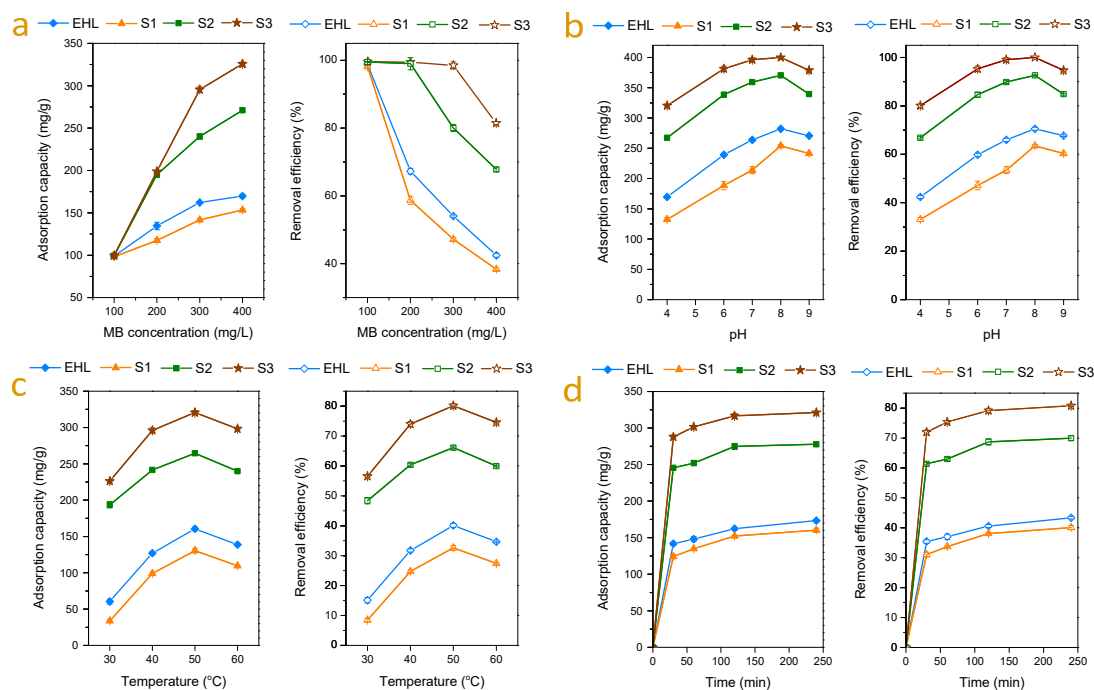 a
EHL S1 S2 S3
Adsorption capacity (mg/g)
350
300
250
200
150
100
50
100 200 300 400
MB concentration (mg/L)
EHL S1 S2 S3
Removal efficiency (%)
100
80
60
40
100 200 300 400
MB concentration (mg/L)
b
EHL S1 S2 S3
Adsorption capacity (mg/g)
400
350
300
250
200
150
100
50
0
4 5 6 7 8 9
pH
EHL S1 S2 S3
Removal efficiency (%)
100
80
60
40
20
0
4 5 6 7 8 9
pH
c
EHL S1 S2 S3
Adsorption capacity (mg/g)
350
300
250
200
150
100
50
0
30 40 50 60
Temperature (°C)
EHL S1 S2 S3
Removal efficiency (%)
80
70
60
50
40
30
20
10
0
30 40 50 60
Temperature (°C)
d
EHL S1 S2 S3
Adsorption capacity (mg/g)
350
300
250
200
150
100
50
0
0 50 100 150 200 250
Time (min)
EHL S1 S2 S3
Removal efficiency (%)
80
70
60
50
40
30
20
10
0
0 50 100 150 200 250
Time (min)